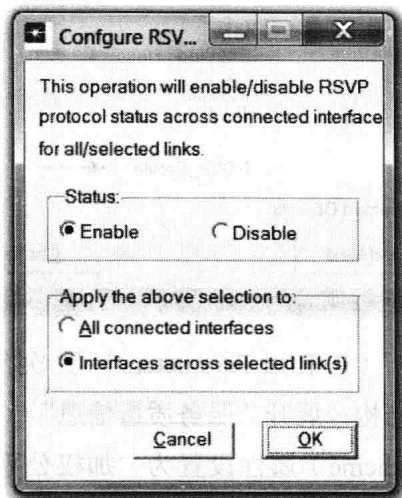 Confgure RSV...
This operation will enable/disable RSVP
protocol status across connected interface
for all/selected links.
Status:
Enable Disable
Apply the above selection to:
All connected interfaces
Interfaces across selected link(s)
Cancel OK